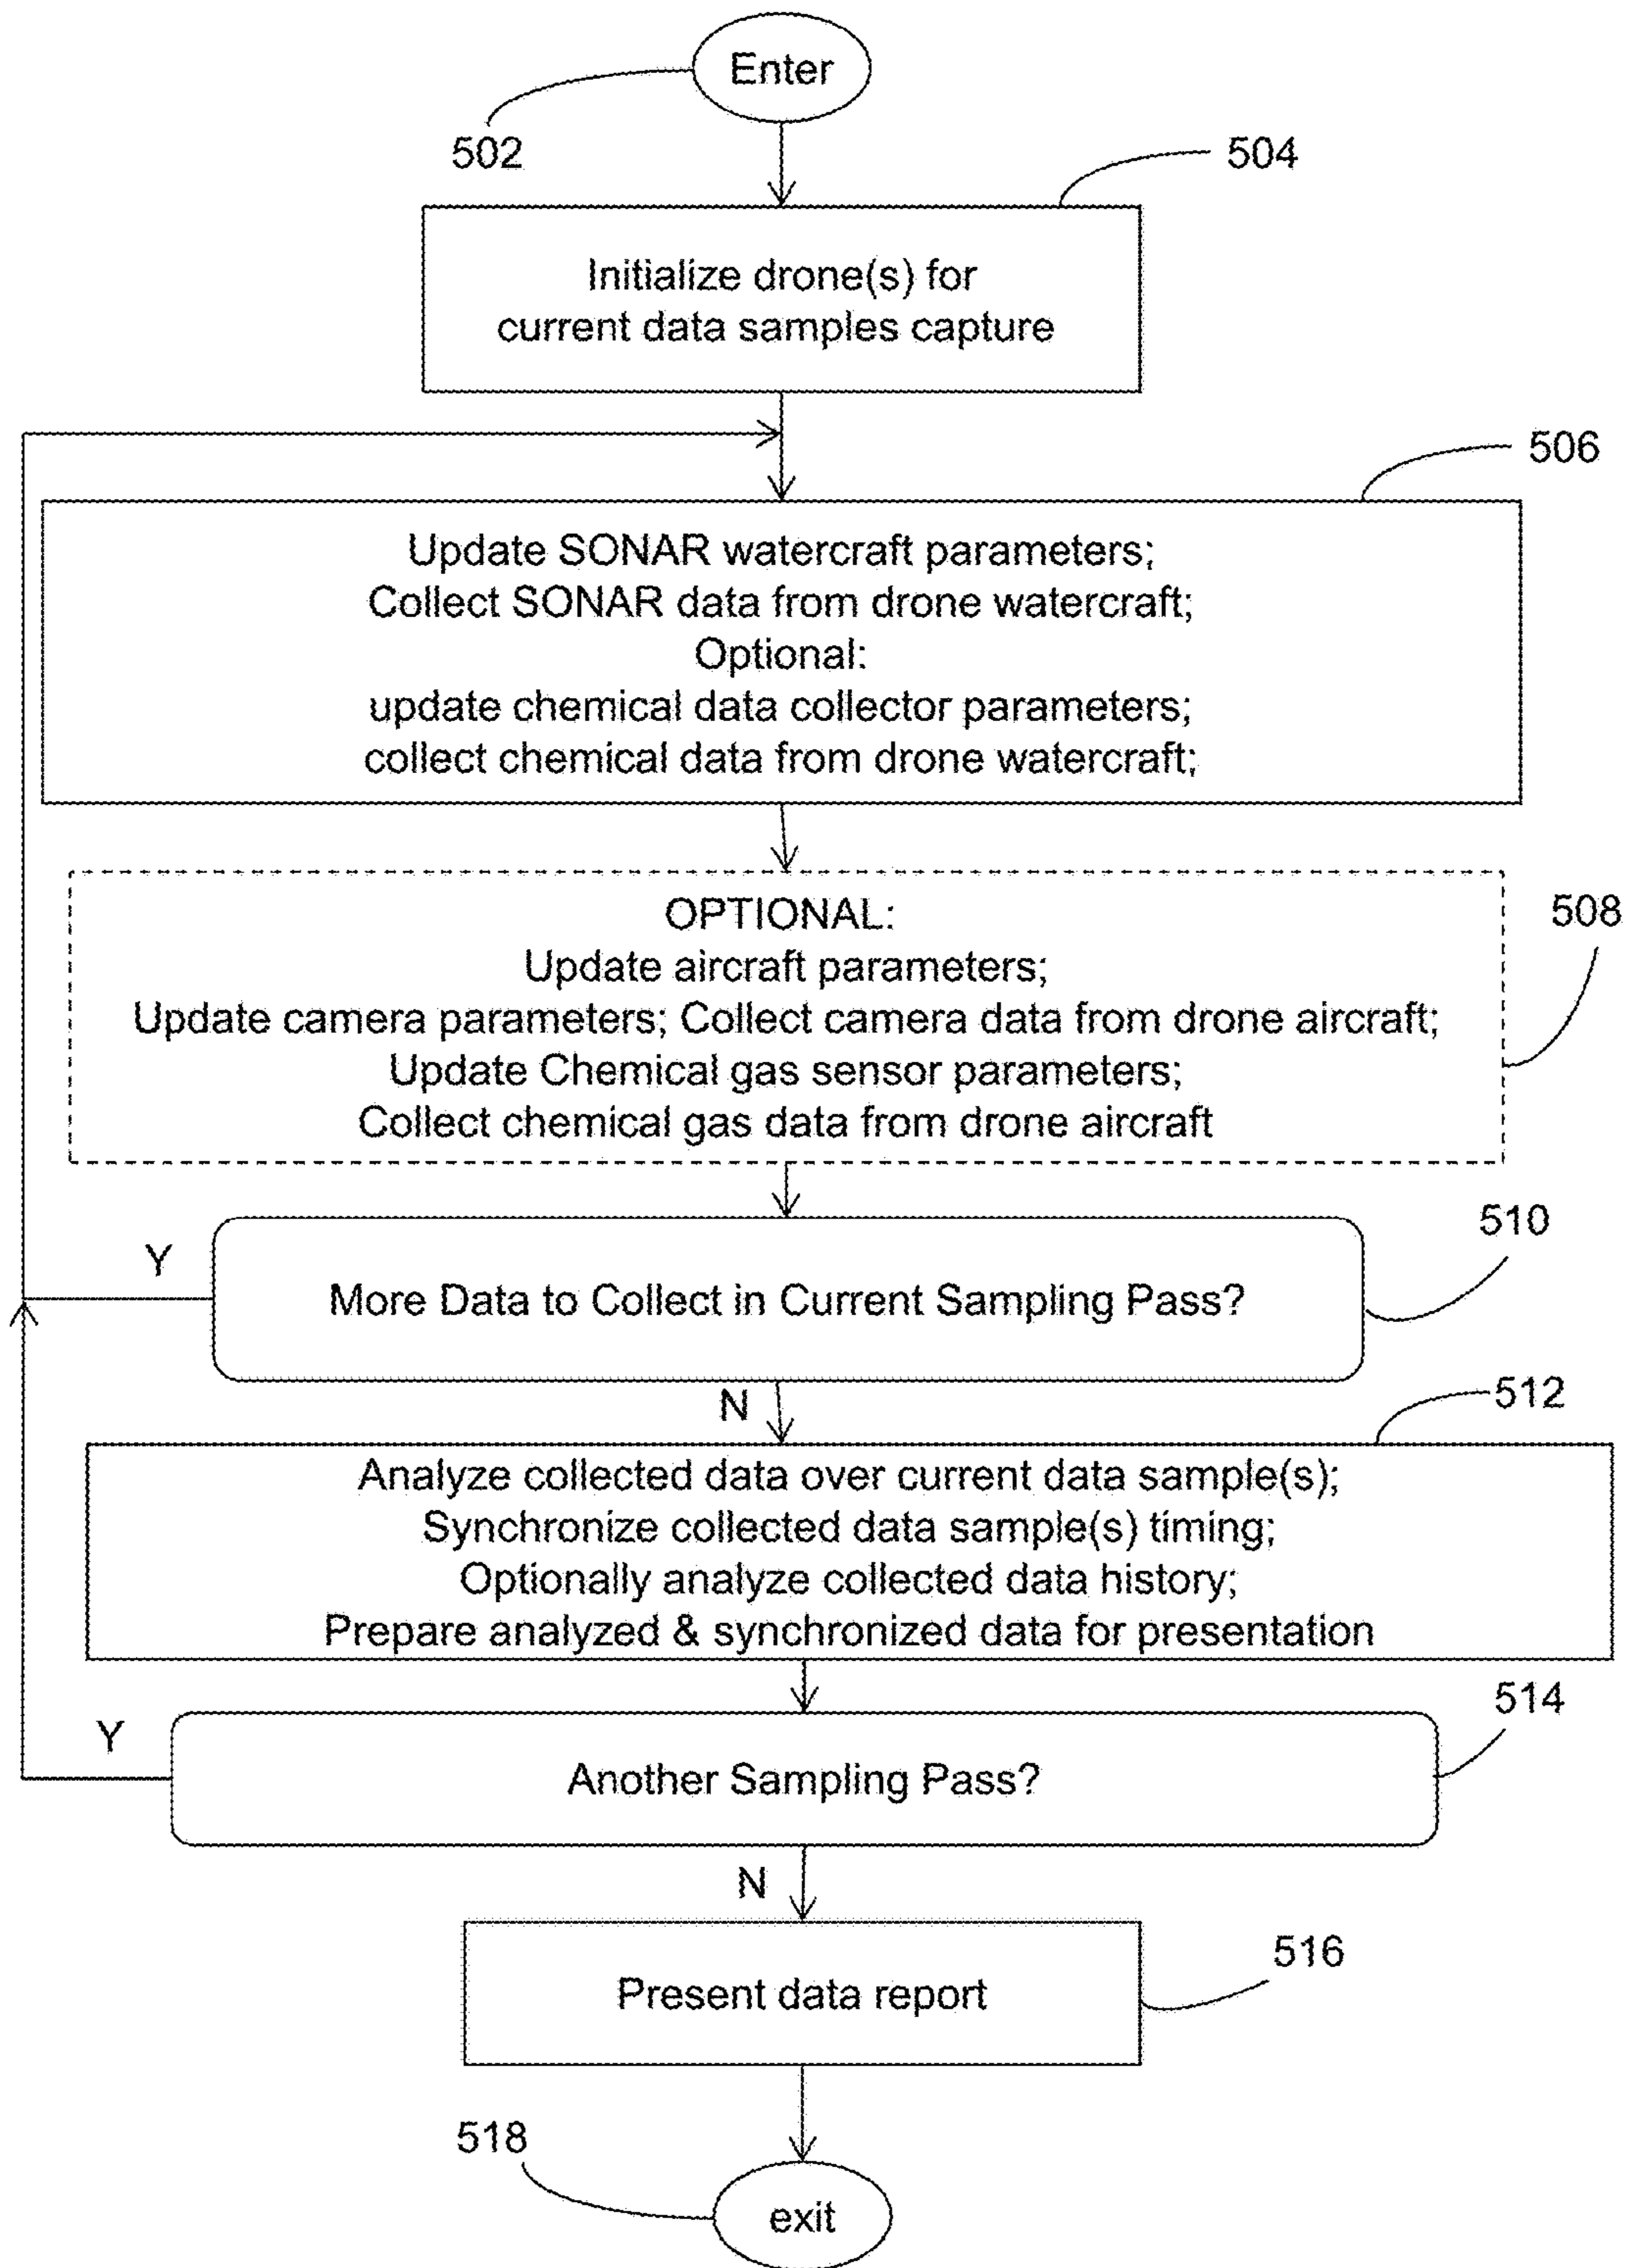 Enter
502
504
Initialize drone(s) for
current data samples capture
506
Update SONAR watercraft parameters;
Collect SONAR data from drone watercraft;
Optional:
update chemical data collector parameters;
collect chemical data from drone watercraft;
508
OPTIONAL:
Update aircraft parameters;
Update camera parameters; Collect camera data from drone aircraft;
Update Chemical gas sensor parameters;
Collect chemical gas data from drone aircraft
510
Y
More Data to Collect in Current Sampling Pass?
N
512
Analyze collected data over current data sample(s);
Synchronize collected data sample(s) timing;
Optionally analyze collected data history;
Prepare analyzed & synchronized data for presentation
514
Y
Another Sampling Pass?
N
516
Present data report
518
exit